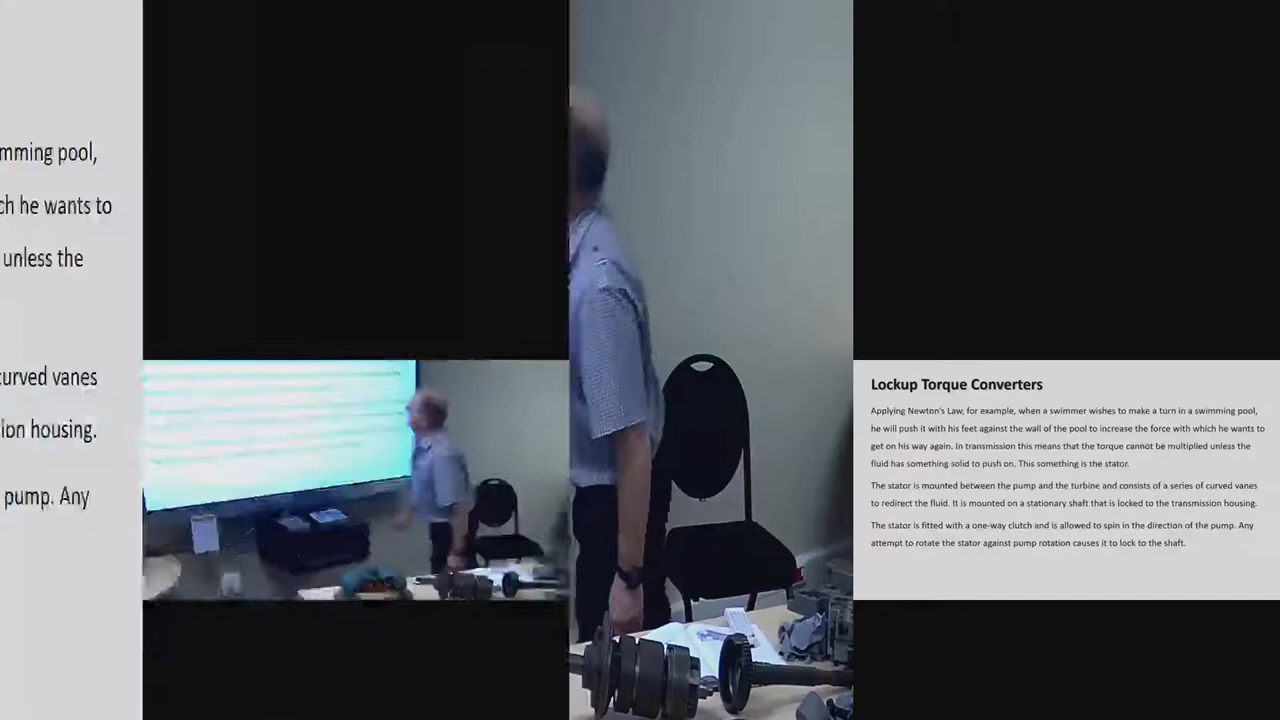 mming pool,
ch he wants to
unless the
curved vanes
ion housing.
pump. Any
Lockup Torque Converters
Applying Newton's Law, for example, when a swimmer wishes to make a turn in a swimming pool,
he will push it with his feet against the wall of the pool to increase the force with which he wants to
get on his way again. In transmission this means that the torque cannot be multiplied unless the
fluid has something solid to push on. This something is the stator.
The stator is mounted between the pump and the turbine and consists of a series of curved vanes
to redirect the fluid. It is mounted on a stationary shaft that is locked to the transmission housing.
The stator is fitted with a one-way clutch and is allowed to spin in the direction of the pump. Any
attempt to rotate the stator against pump rotation causes it to lock to the shaft.